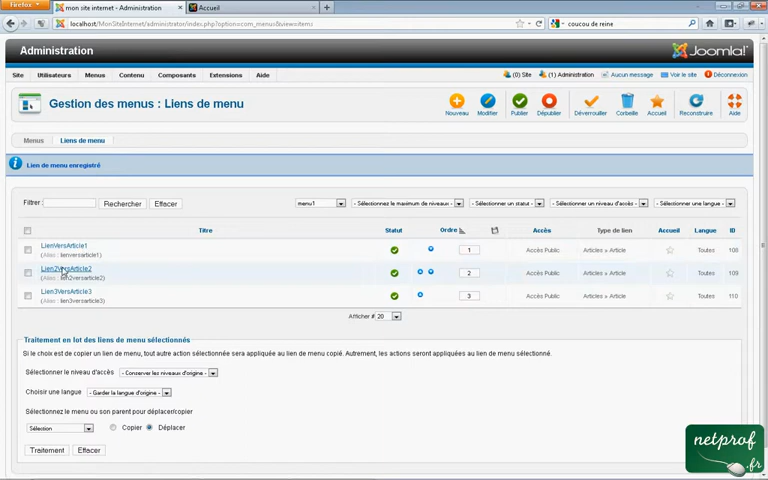 Firefox
mon site internet - Administration
Accueil
localhost/MonSiteInternet/administrator/index.php?option=com_menus&view=items
coucou de reine
Administration
Joomla!
Site Utilisateurs Menus Contenu Composants Extensions Aide
(0) Site (1) Administration Aucun message Voir le site Déconnexion
Gestion des menus : Liens de menu
Nouveau Modifier Publier Dépublier Déverrouiller Corbeille Accueil Reconstruire Aide
Menus Liens de menu
Lien de menu enregistré
Filtrer : Rechercher Effacer menu1 - Sélectionnez le maximum de niveaux - - Sélectionnez un statut - - Sélectionner un niveau d'accès - - Sélectionner une langue -
Titre Statut Ordre Accès Type de lien Accueil Langue ID
LienVersArticle1
(Alias : lienversarticle1)
1 Accès Public Articles » Article Toutes 108
Lien2VersArticle2
(Alias : lien2versarticle2)
2 Accès Public Articles » Article Toutes 109
Lien3VersArticle3
(Alias : lien3versarticle3)
3 Accès Public Articles » Article Toutes 110
Afficher # 20
Traitement en lot des liens de menu sélectionnés
Si le choix est de copier un lien de menu, tout autre action sélectionnée sera appliquée au lien de menu copié. Autrement, les actions seront appliquées au lien de menu sélectionné.
Sélectionner le niveau d'accès - Conserver les niveaux d'origine -
Choisir une langue - Garder la langue d'origine -
Sélectionnez le menu ou son parent pour déplacer/copier
Sélection Copier Déplacer
Traitement Effacer
netprof
.fr